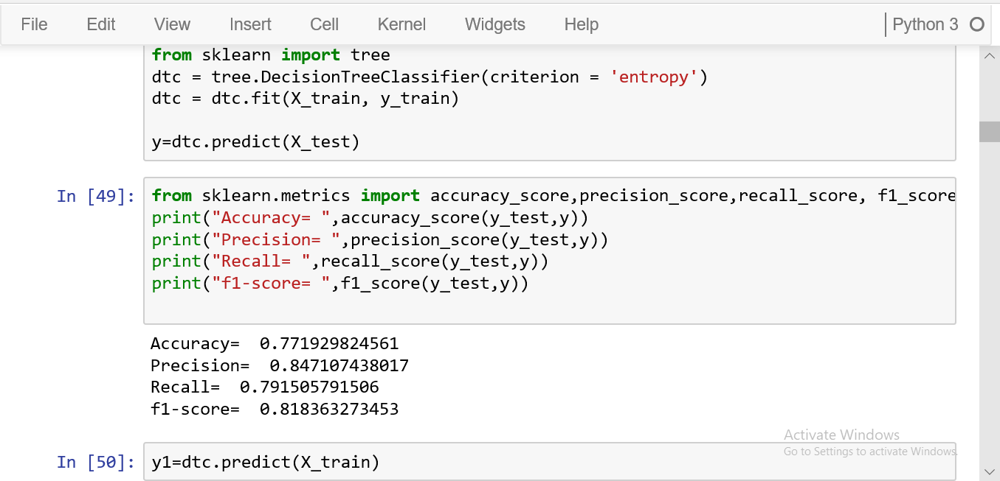 File Edit View Insert Cell Kernel Widgets Help Python 3
from sklearn import tree
dtc = tree.DecisionTreeClassifier(criterion = 'entropy')
dtc = dtc.fit(X_train, y_train)
y=dtc.predict(X_test)
In [49]: from sklearn.metrics import accuracy_score,precision_score,recall_score, f1_score
print("Accuracy= ",accuracy_score(y_test,y))
print("Precision= ",precision_score(y_test,y))
print("Recall= ",recall_score(y_test,y))
print("f1-score= ",f1_score(y_test,y))
Accuracy=  0.771929824561
Precision=  0.847107438017
Recall=  0.791505791506
f1-score=  0.818363273453
Activate Windows
Go to Settings to activate Windows.
In [50]: y1=dtc.predict(X_train)